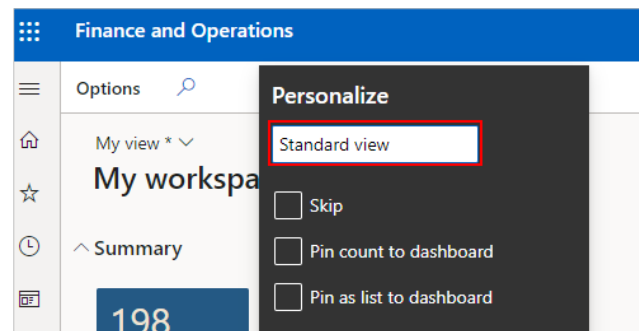 Finance and Operations
Options
Personalize
Standard view
My view *
My workspa
Skip
Summary
Pin count to dashboard
Pin as list to dashboard
198